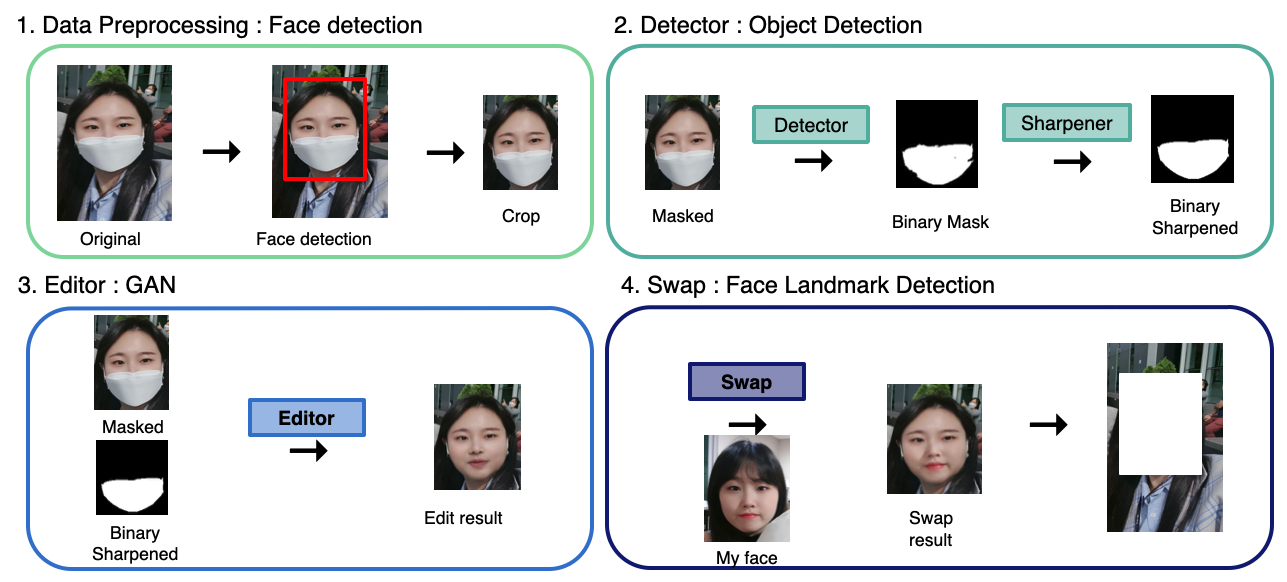 1. Data Preprocessing : Face detection
Original
Face detection
Crop
2. Detector : Object Detection
Masked
Detector
Binary Mask
Sharpener
Binary
Sharpened
3. Editor : GAN
Masked
Binary
Sharpened
Editor
Edit result
4. Swap : Face Landmark Detection
Swap
My face
Swap
result